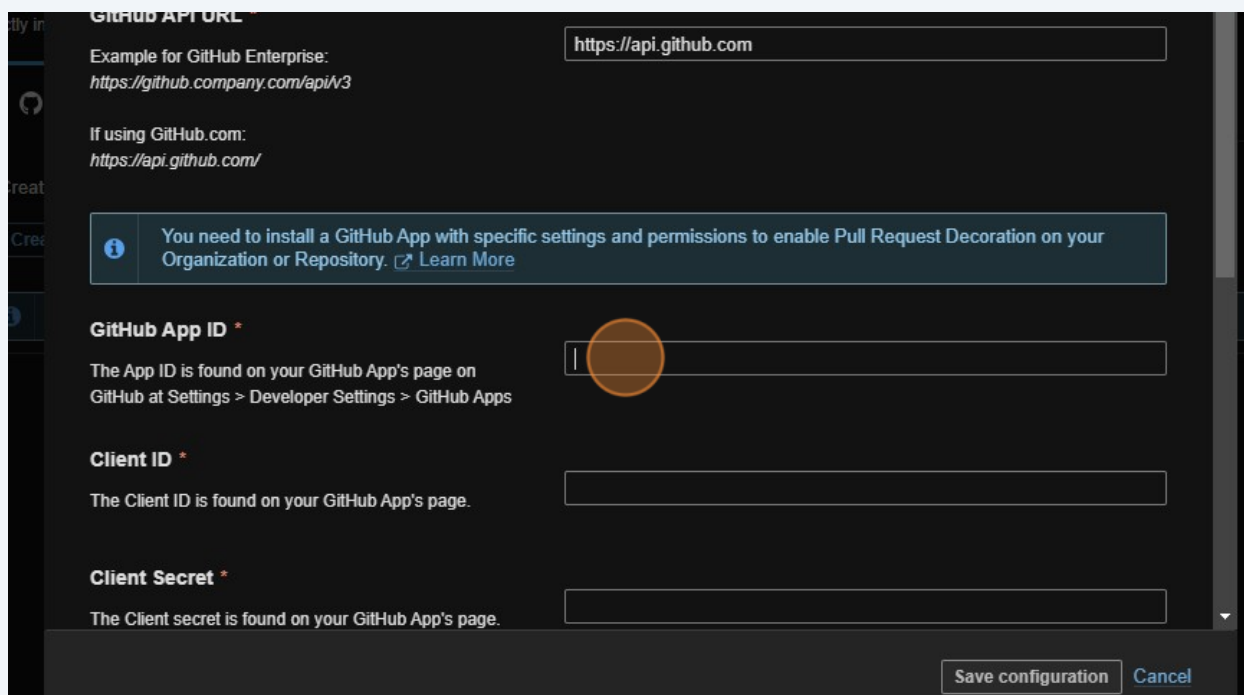 ctly in
GitHub API URL *
https://api.github.com
Example for GitHub Enterprise:
https://github.company.com/api/v3
If using GitHub.com:
https://api.github.com/
Creat
Crea
You need to install a GitHub App with specific settings and permissions to enable Pull Request Decoration on your
Organization or Repository. Learn More
GitHub App ID *
The App ID is found on your GitHub App's page on
GitHub at Settings > Developer Settings > GitHub Apps
Client ID *
The Client ID is found on your GitHub App's page.
Client Secret *
The Client secret is found on your GitHub App's page.
Save configuration Cancel